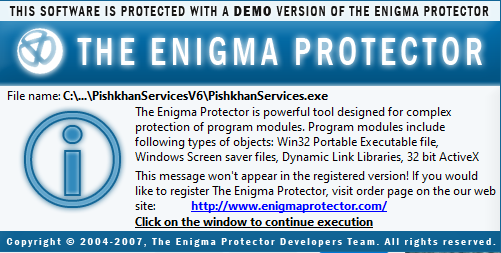 THIS SOFTWARE IS PROTECTED WITH A DEMO VERSION OF THE ENIGMA PROTECTOR
THE ENIGMA PROTECTOR
File name: C:\...\PishkhanServicesV6\PishkhanServices.exe
The Enigma Protector is powerful tool designed for complex
protection of program modules. Program modules include
following types of objects: Win32 Portable Executable file,
Windows Screen saver files, Dynamic Link Libraries, 32 bit ActiveX
This message won't appear in the registered version! If you would
like to register The Enigma Protector, visit order page on our web
site: http://www.enigmaprotector.com/
Click on the window to continue execution
Copyright © 2004-2007, The Enigma Protector Developers Team. All rights reserved.